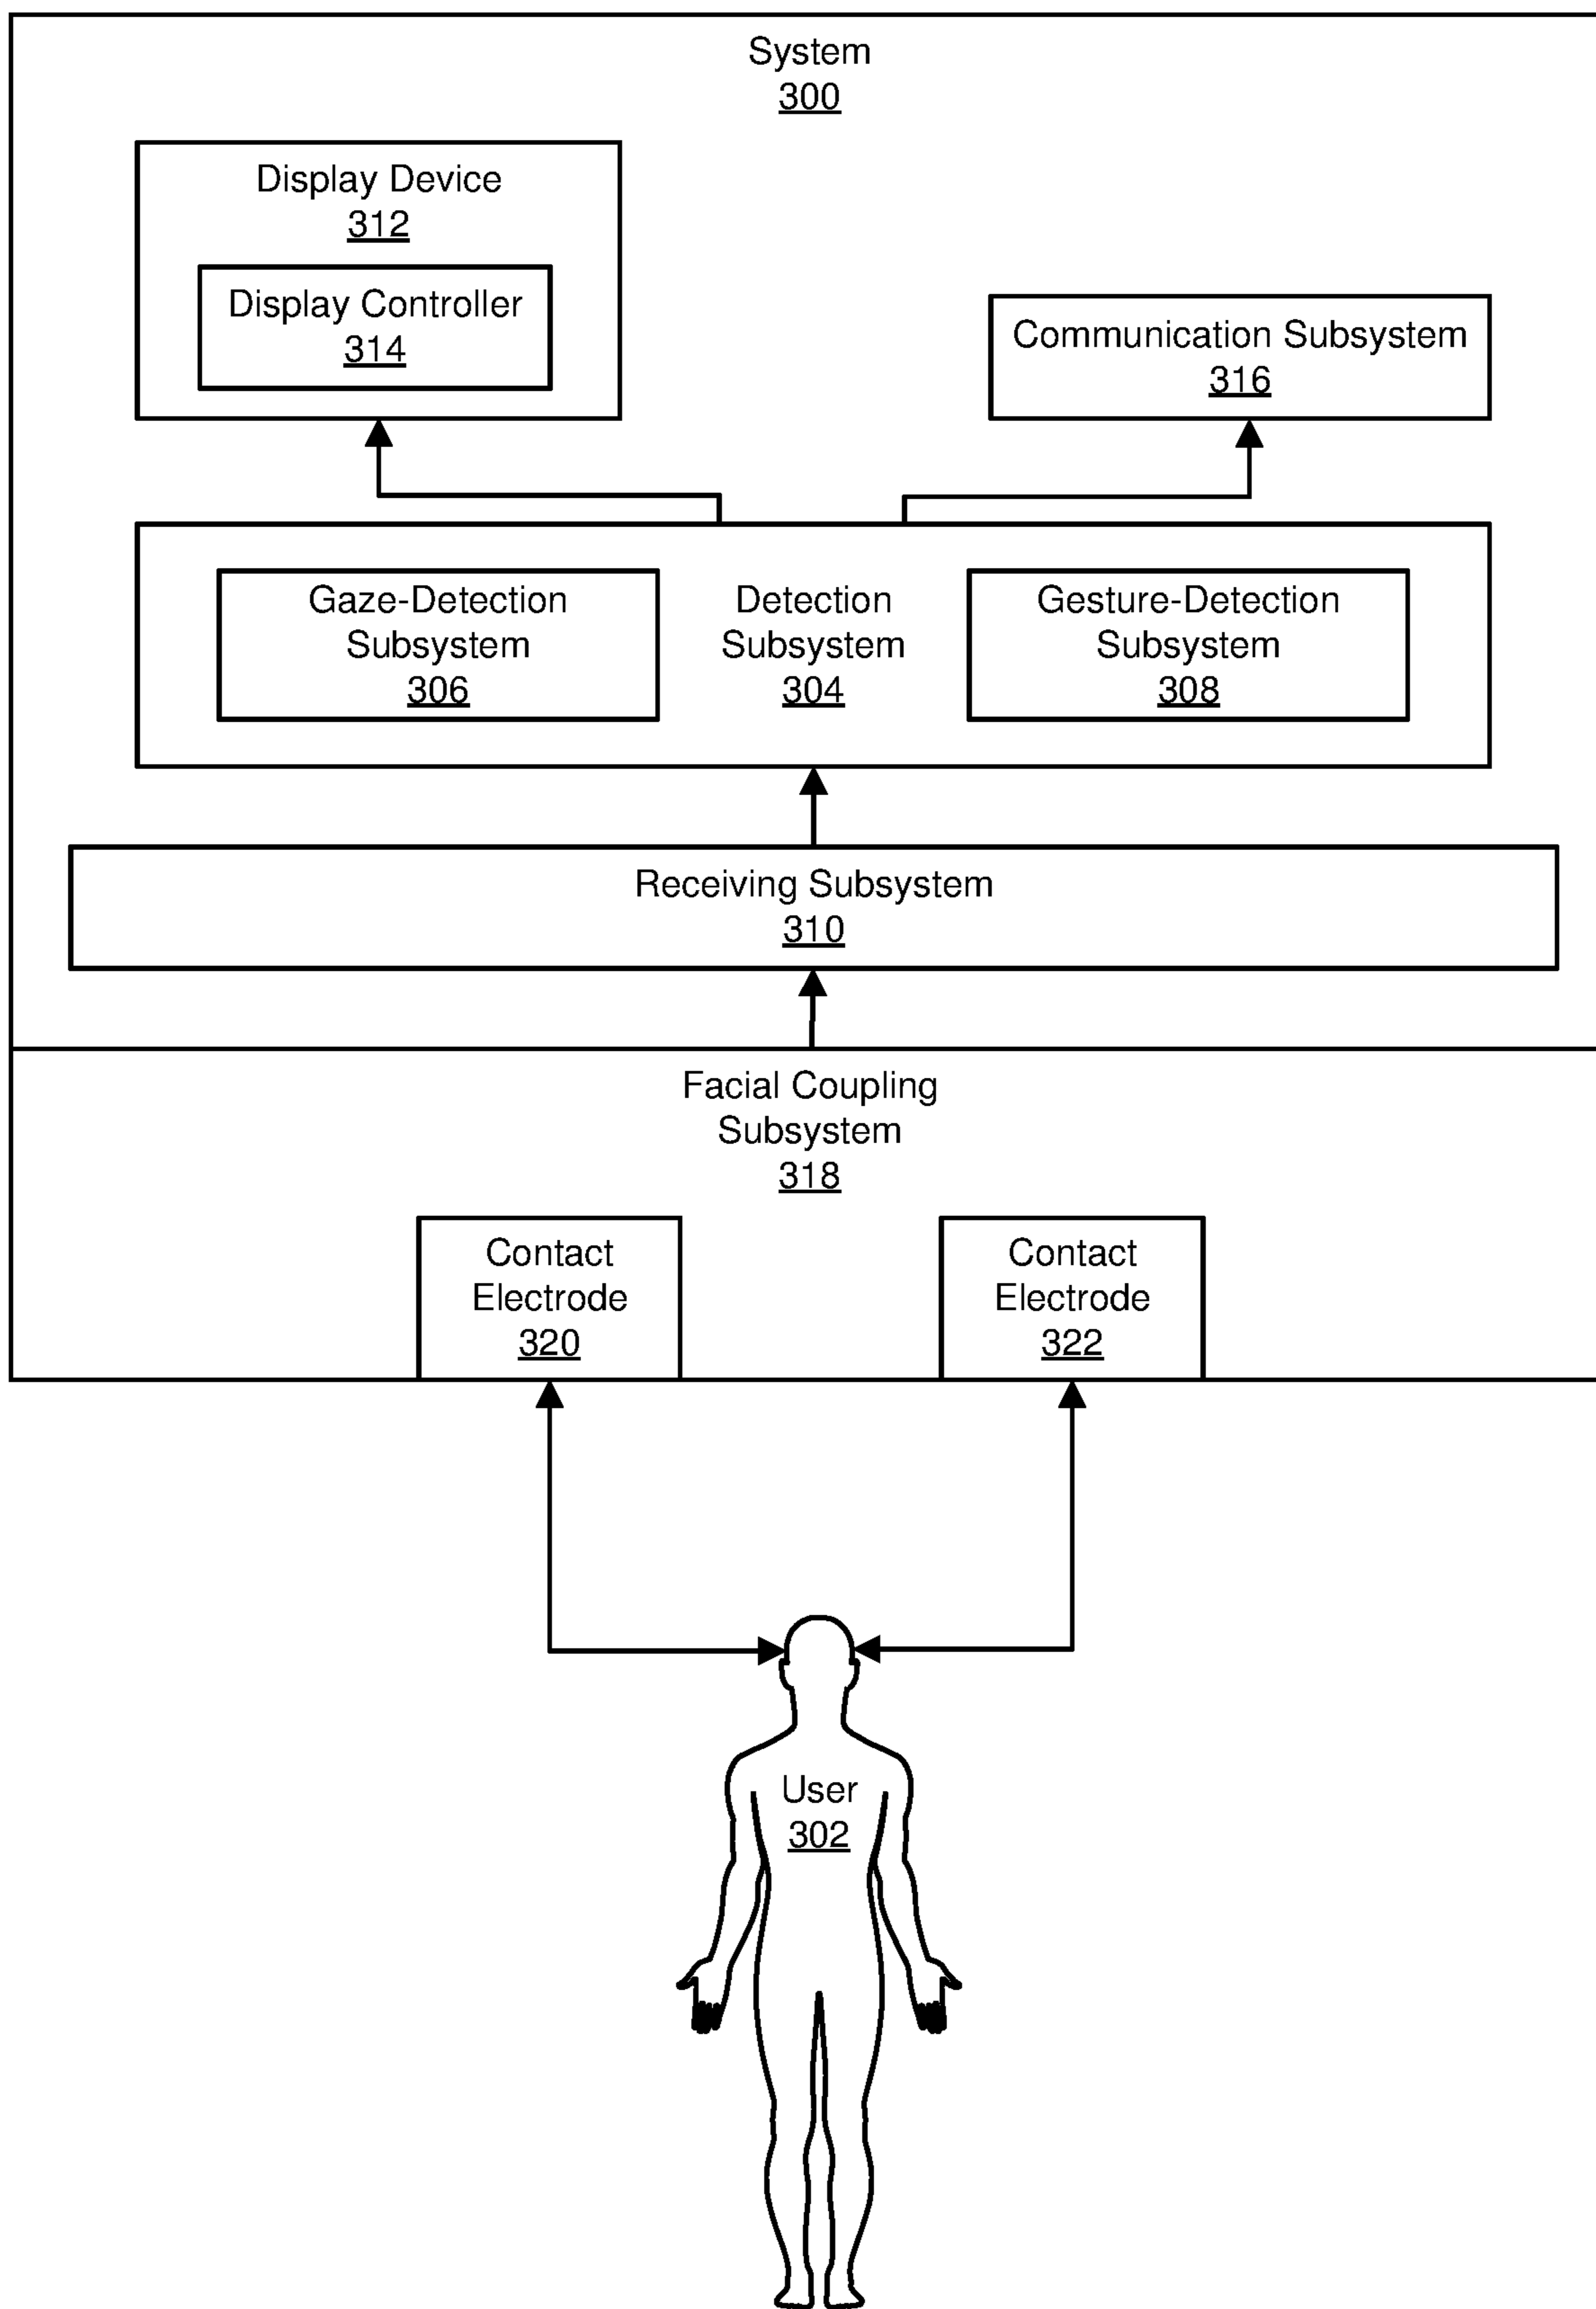 System
300
Display Device
312
Display Controller
314
Communication Subsystem
316
Gaze-Detection
Subsystem
306
Detection
Subsystem
304
Gesture-Detection
Subsystem
308
Receiving Subsystem
310
Facial Coupling
Subsystem
318
Contact
Electrode
320
Contact
Electrode
322
User
302